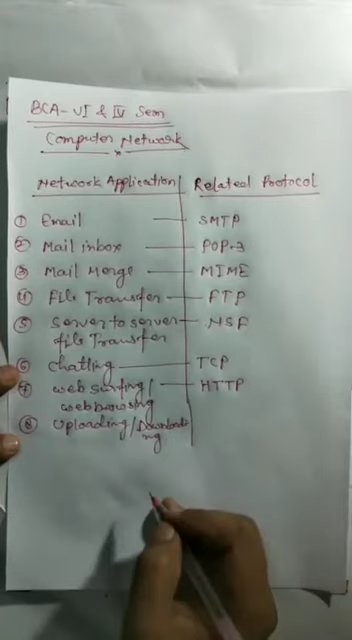 BCA - VI & IV Sem
Computer Network
Network Application Related Protocol
① Email — SMTP
② Mail inbox — POP-3
③ Mail Merge — MIME
④ File Transfer — FTP
⑤ Server to server — NSF
file Transfer
⑥ Chatting — TCP
⑦ web surfing / — HTTP
web browsing
⑧ Uploading / Downloadi
ng